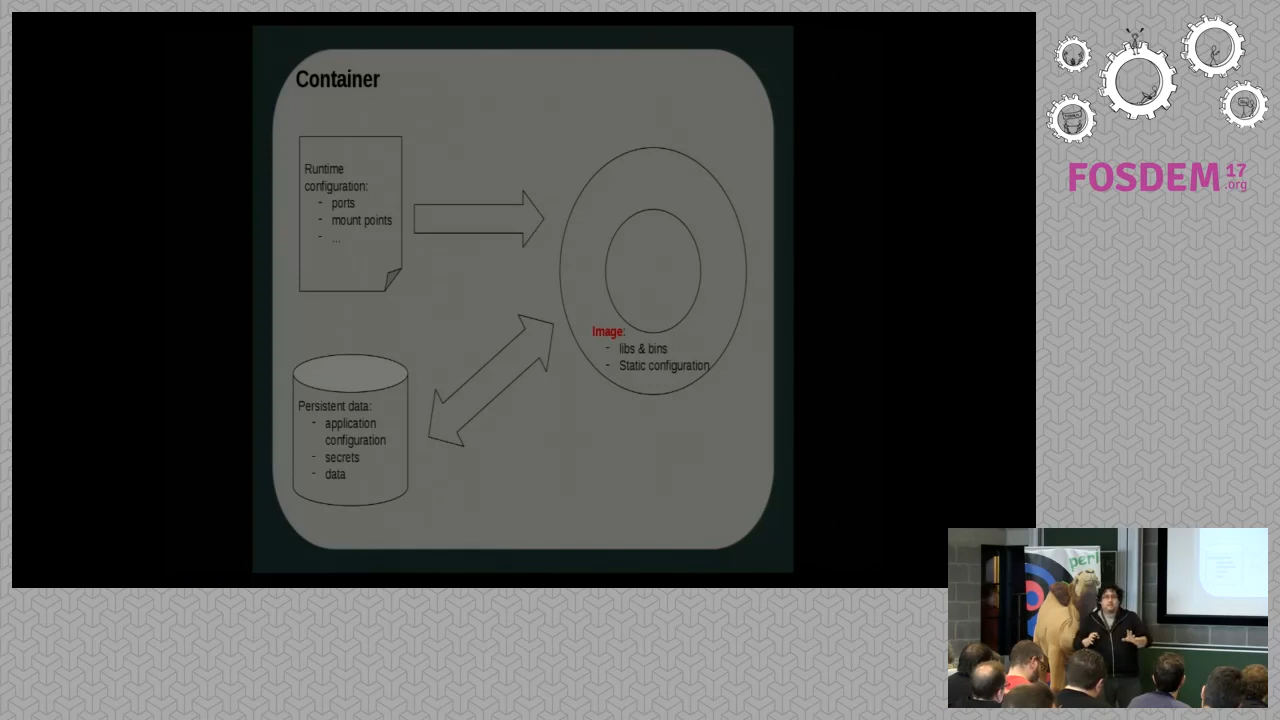 Container
Runtime
configuration:
- ports
- mount points
- ...
Image:
- libs & bins
- Static configuration
Persistent data:
- application
configuration
- secrets
- data
FOSDEM 17
.org
perl